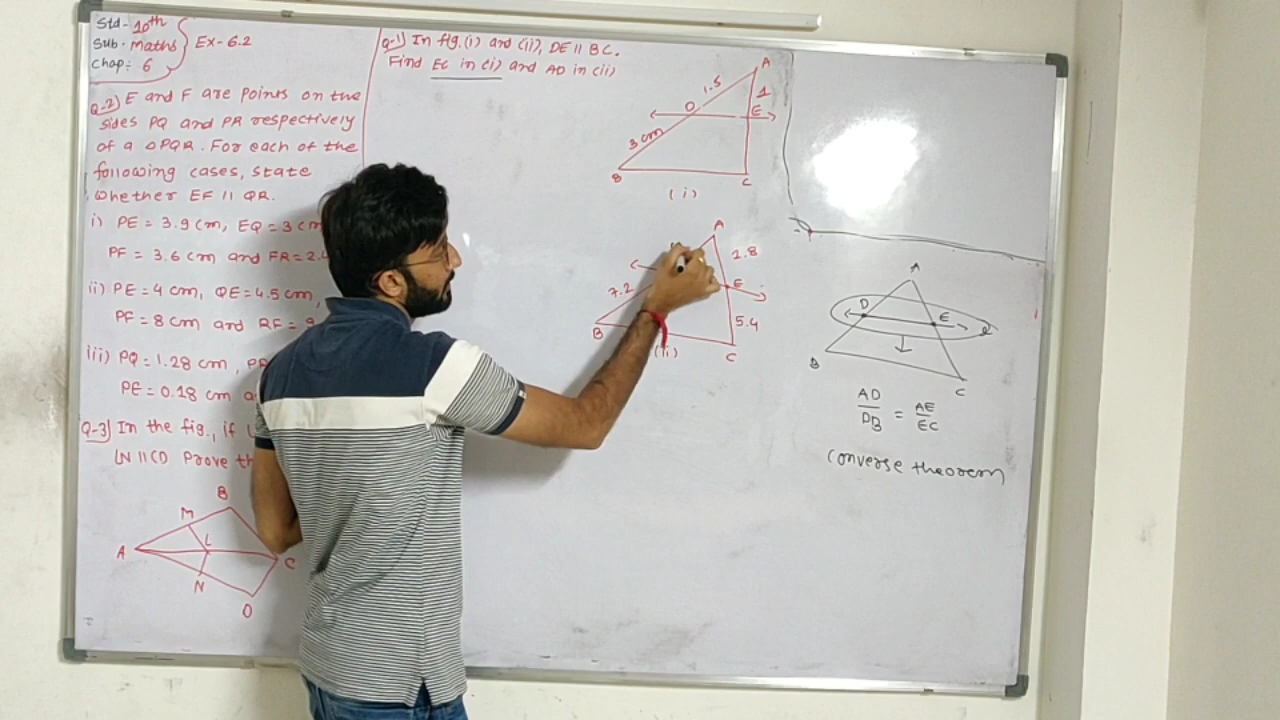 Std- 10th
Sub- Maths
Chap: 6
Ex-6.2
Q-2) E and F are points on the
sides PQ and PR respectively
of a △PQR. For each of the
following cases, state
whether EF || QR.
i) PE = 3.9 cm, EQ = 3 cm
PF = 3.6 cm and FR = 2.4
ii) PE = 4 cm, QE = 4.5 cm,
PF = 8 cm and RF = 9
iii) PQ = 1.28 cm, PR
PE = 0.18 cm a
Q-3) In the fig., if L
LN || CD Prove th
B
M
A
L
C
N
D
Q-1) In fig.(i) and (ii), DE || BC.
Find EC in (i) and AD in (ii)
A
1.5
1
D
E
3 cm
B
C
(i)
A
1.8
E
7.2
5.4
B
C
(ii)
A
D
E
l
B
C
AD/DB = AE/EC
Converse theorem